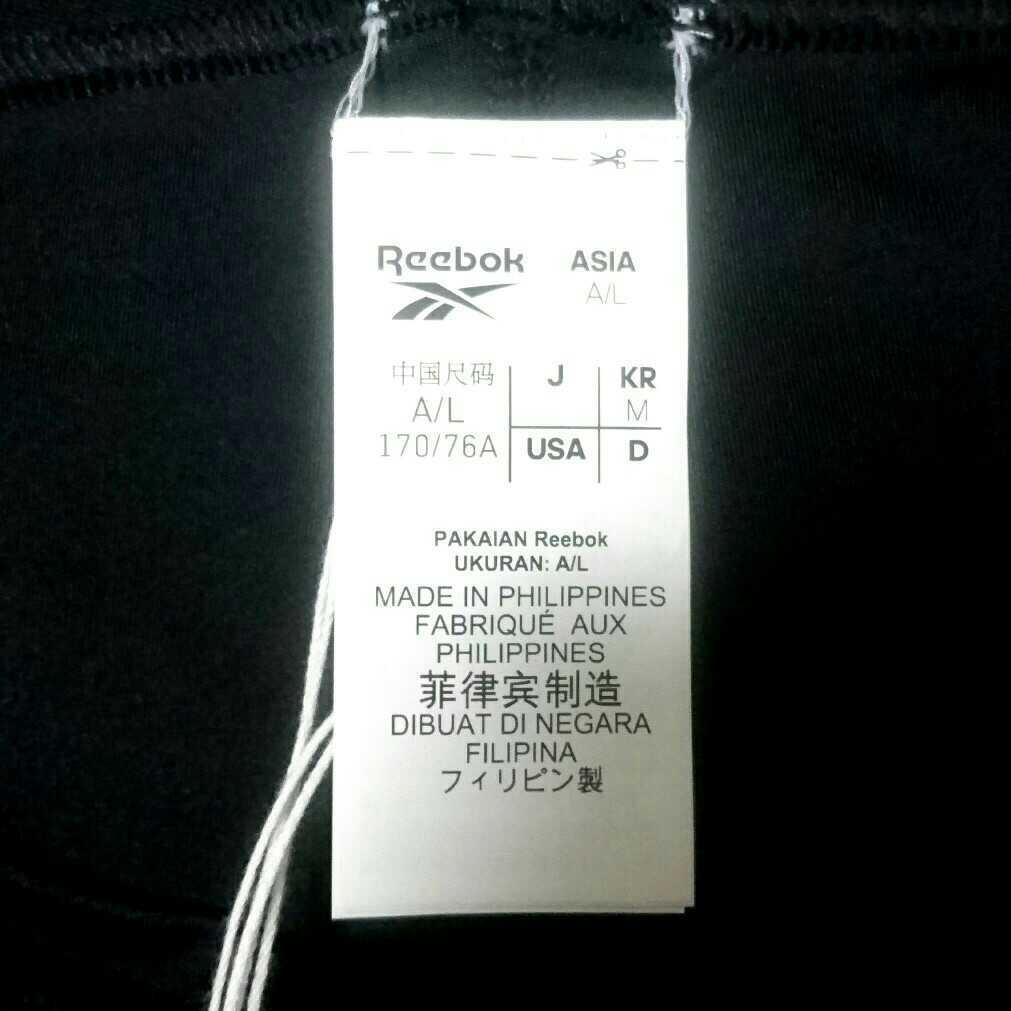 Reebok ASIA
A/L
中国尺码 J KR
A/L M
170/76A USA D
PAKAIAN Reebok
UKURAN: A/L
MADE IN PHILIPPINES
FABRIQUÉ AUX
PHILIPPINES
菲律宾制造
DIBUAT DI NEGARA
FILIPINA
フィリピン製